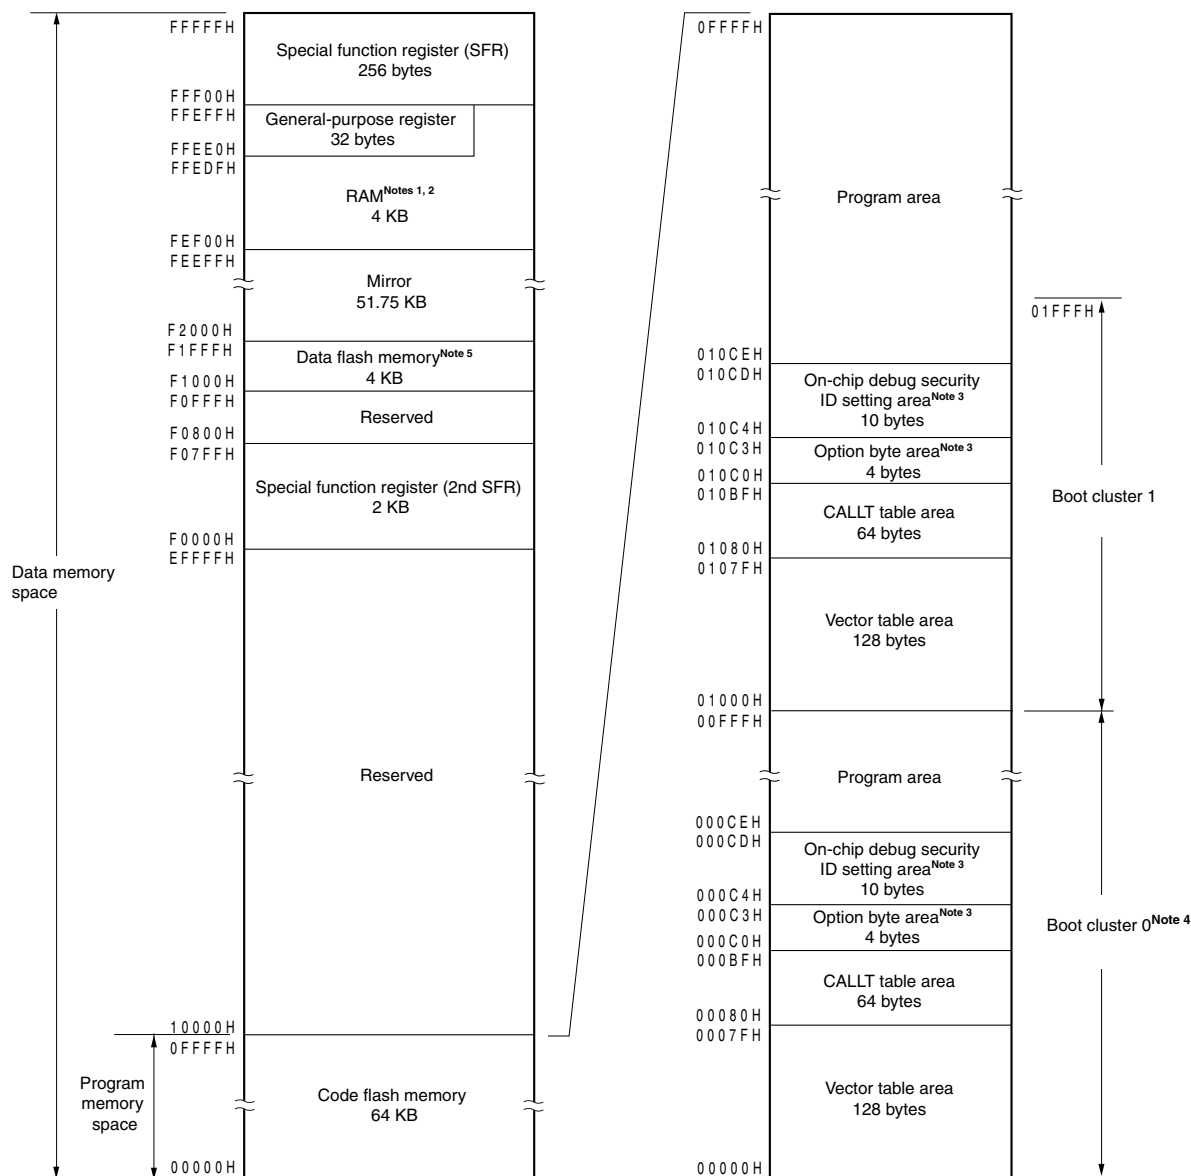 FFFFFH
Special function register (SFR)
256 bytes
FFF00H
FFEFFH
General-purpose register
32 bytes
FFEE0H
FFEDFH
RAMNotes 1, 2
4 KB
FEF00H
FEEFFH
Mirror
51.75 KB
F2000H
F1FFFH
Data flash memoryNote 5
4 KB
F1000H
F0FFFH
Reserved
F0800H
F07FFH
Special function register (2nd SFR)
2 KB
F0000H
EFFFFH
Data memory
space
Reserved
10000H
0FFFFH
Program
memory
space
Code flash memory
64 KB
00000H
0FFFFH
Program area
01FFFH
010CEH
010CDH
On-chip debug security
ID setting areaNote 3
10 bytes
010C4H
010C3H
Option byte areaNote 3
4 bytes
010C0H
010BFH
Boot cluster 1
CALLT table area
64 bytes
01080H
0107FH
Vector table area
128 bytes
01000H
00FFFH
Program area
000CEH
000CDH
On-chip debug security
ID setting areaNote 3
10 bytes
000C4H
000C3H
Option byte areaNote 3
4 bytes
Boot cluster 0Note 4
000C0H
000BFH
CALLT table area
64 bytes
00080H
0007FH
Vector table area
128 bytes
00000H